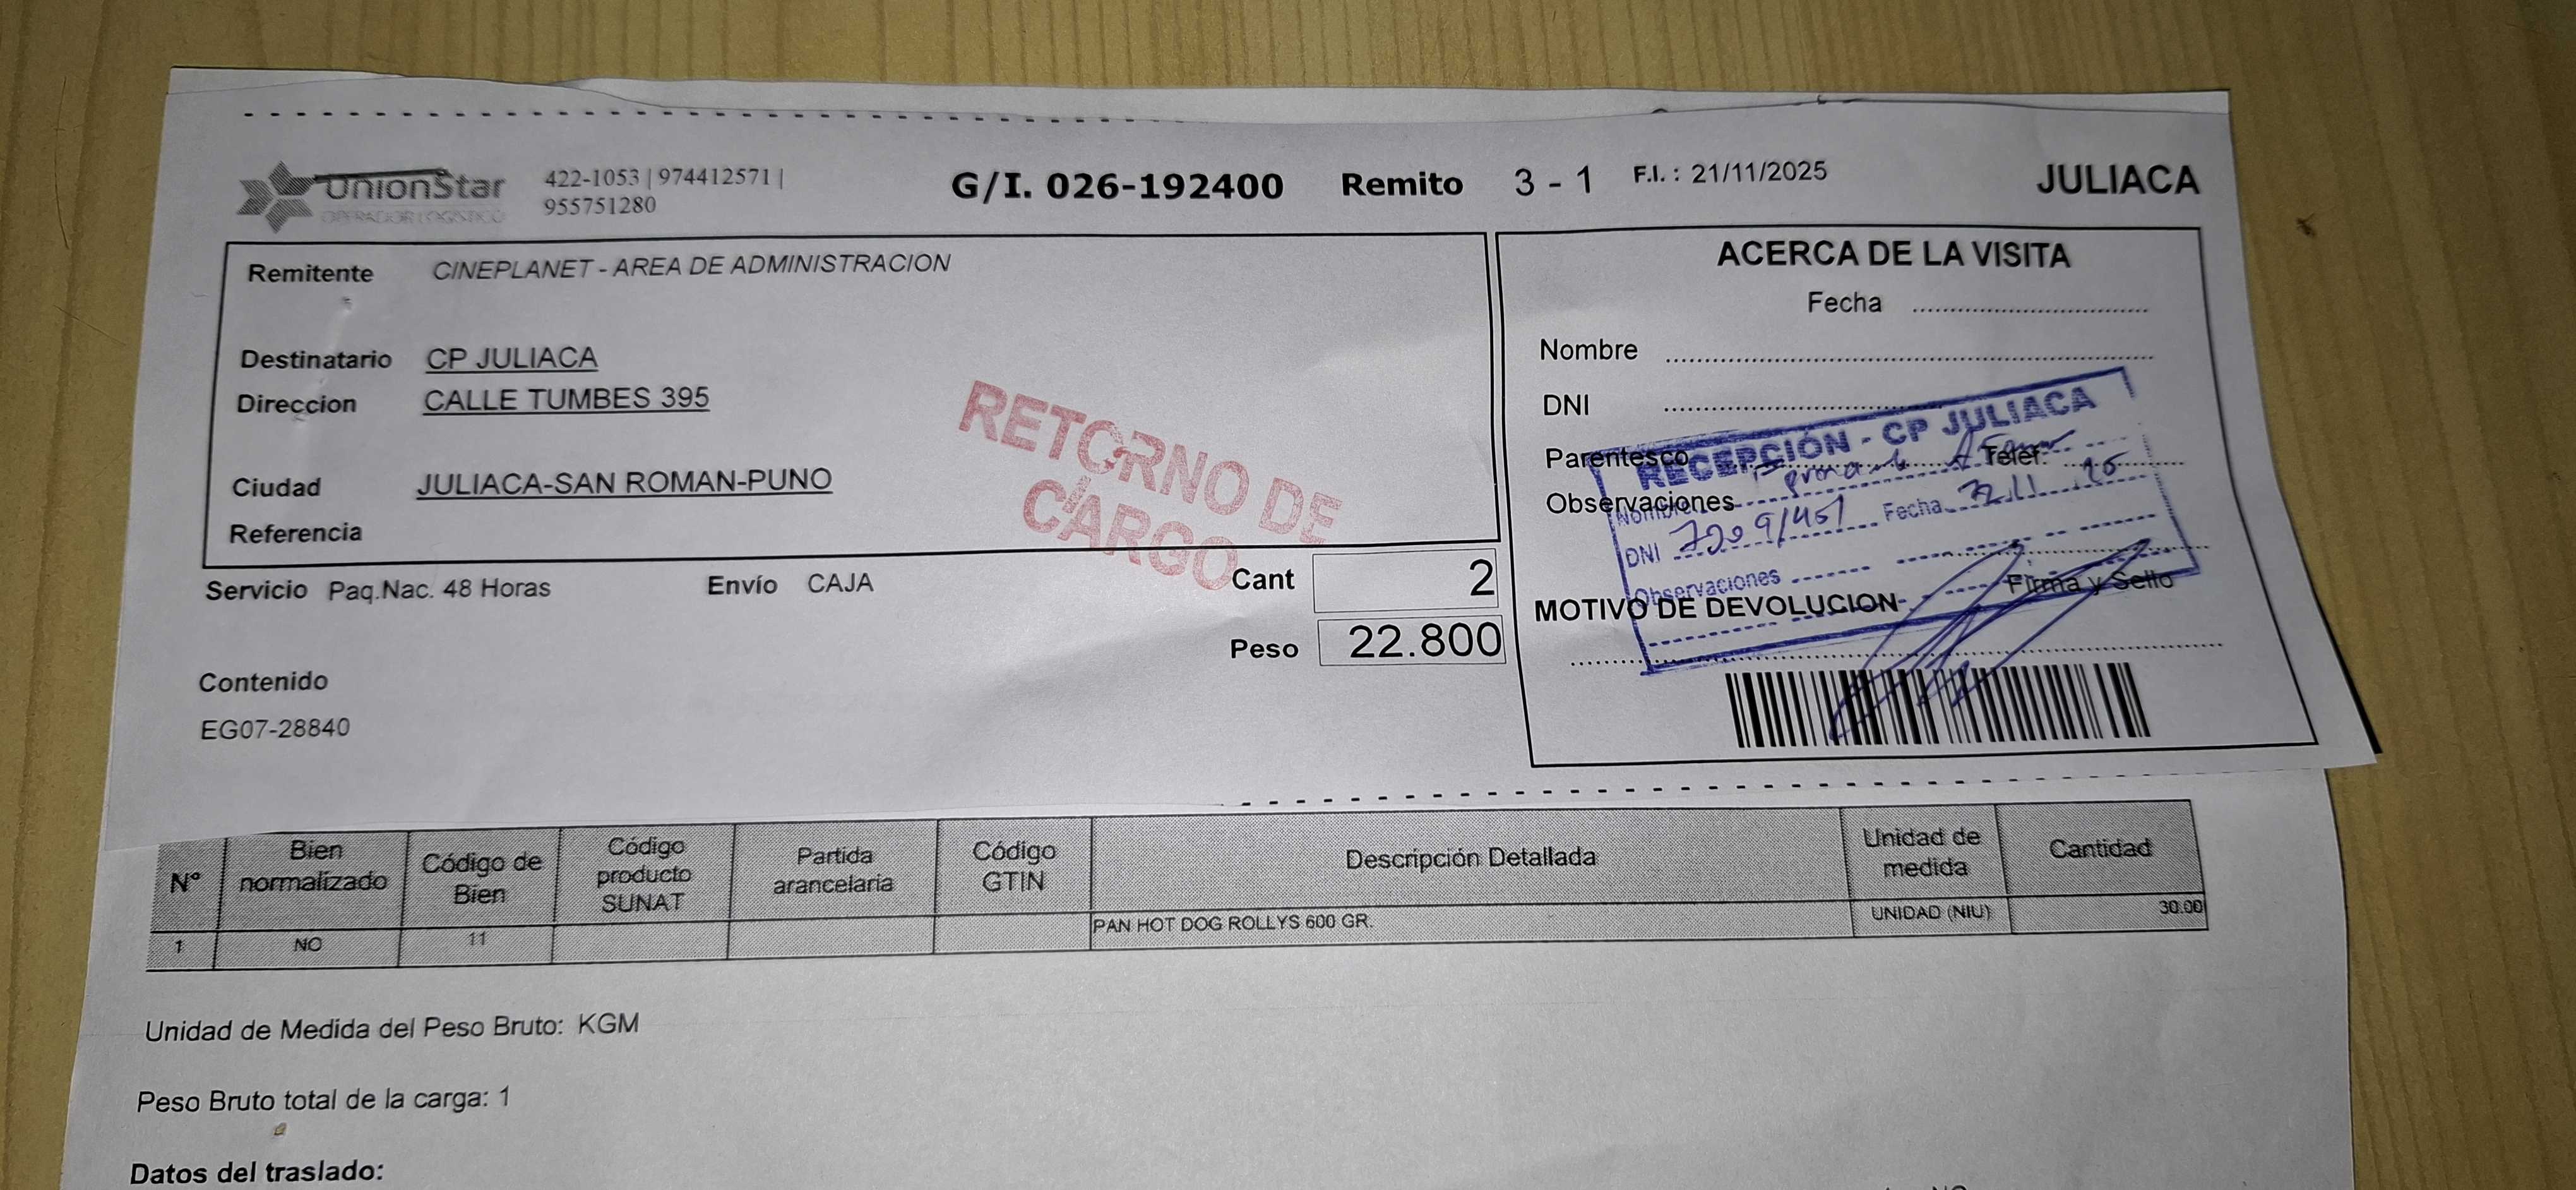 UnionStar
OPERADOR LOGÍSTICO
422-1053 | 974412571 |
955751280
G/I. 026-192400 Remito 3 - 1 F.I. : 21/11/2025 JULIACA
Remitente CINEPLANET - AREA DE ADMINISTRACION
Destinatario CP JULIACA
Direccion CALLE TUMBES 395
Ciudad JULIACA-SAN ROMAN-PUNO
Referencia
RETORNO DE
CARGO
Servicio Paq.Nac. 48 Horas Envío CAJA Cant 2
Peso 22.800
Contenido
EG07-28840
ACERCA DE LA VISITA
Fecha
Nombre
DNI
Parentesco Telef.
Observaciones
Firma y Sello
MOTIVO DE DEVOLUCION
RECEPCIÓN - CP JULIACA
Nombre
DNI Fecha
Observaciones
Nº Bien normalizado Código de Bien Código producto SUNAT Partida arancelaria Código GTIN Descripción Detallada Unidad de medida Cantidad
1 NO 11 PAN HOT DOG ROLLYS 600 GR. UNIDAD (NIU) 30.00
Unidad de Medida del Peso Bruto: KGM
Peso Bruto total de la carga: 1
Datos del traslado: